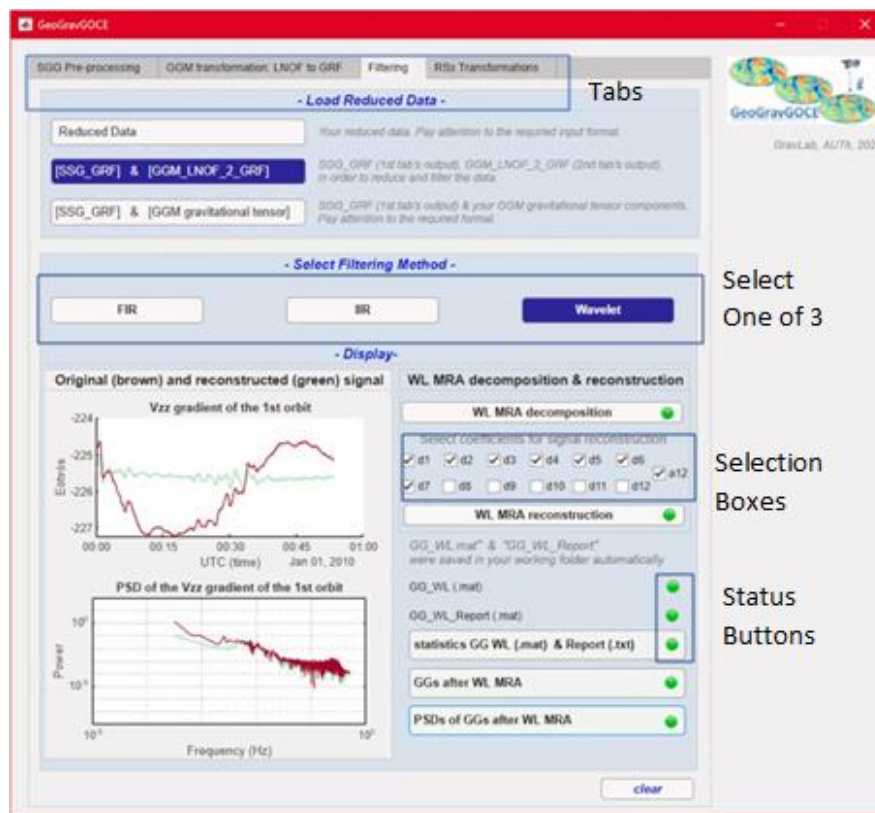 GeoGravGOCE
SGG Pre-processing GGM transformation: LNOF to GRF Filtering RSs Transformations
Tabs
GeoGravGOCE
GravLab, AUTh, 202
- Load Reduced Data -
Reduced Data
Your reduced data. Pay attention to the required input format.
[SSG_GRF] & [GGM_LNOF_2_GRF]
SGG_GRF (1st tab's output), GGM_LNOF_2_GRF (2nd tab's output),
in order to reduce and filter the data.
[SSG_GRF] & [GGM gravitational tensor]
SGG_GRF (1st tab's output) & your GGM gravitational tensor components.
Pay attention to the required format.
- Select Filtering Method -
Select
One of 3
FIR IIR Wavelet
- Display-
Original (brown) and reconstructed (green) signal
Vzz gradient of the 1st orbit
-224
-225
-226
-227
Eötvös
00:00 00:15 00:30 00:45 01:00
UTC (time) Jan 01, 2010
PSD of the Vzz gradient of the 1st orbit
Power
Frequency (Hz)
WL MRA decomposition & reconstruction
WL MRA decomposition
Select coefficients for signal reconstruction
d1 d2 d3 d4 d5 d6
a12
d7 d8 d9 d10 d11 d12
Selection
Boxes
WL MRA reconstruction
GG_WL.mat" & "GG_WL_Report"
were saved in your working folder automatically
GG_WL (.mat)
GG_WL_Report (.mat)
statistics GG WL (.mat) & Report (.txt)
Status
Buttons
GGs after WL MRA
PSDs of GGs after WL MRA
clear